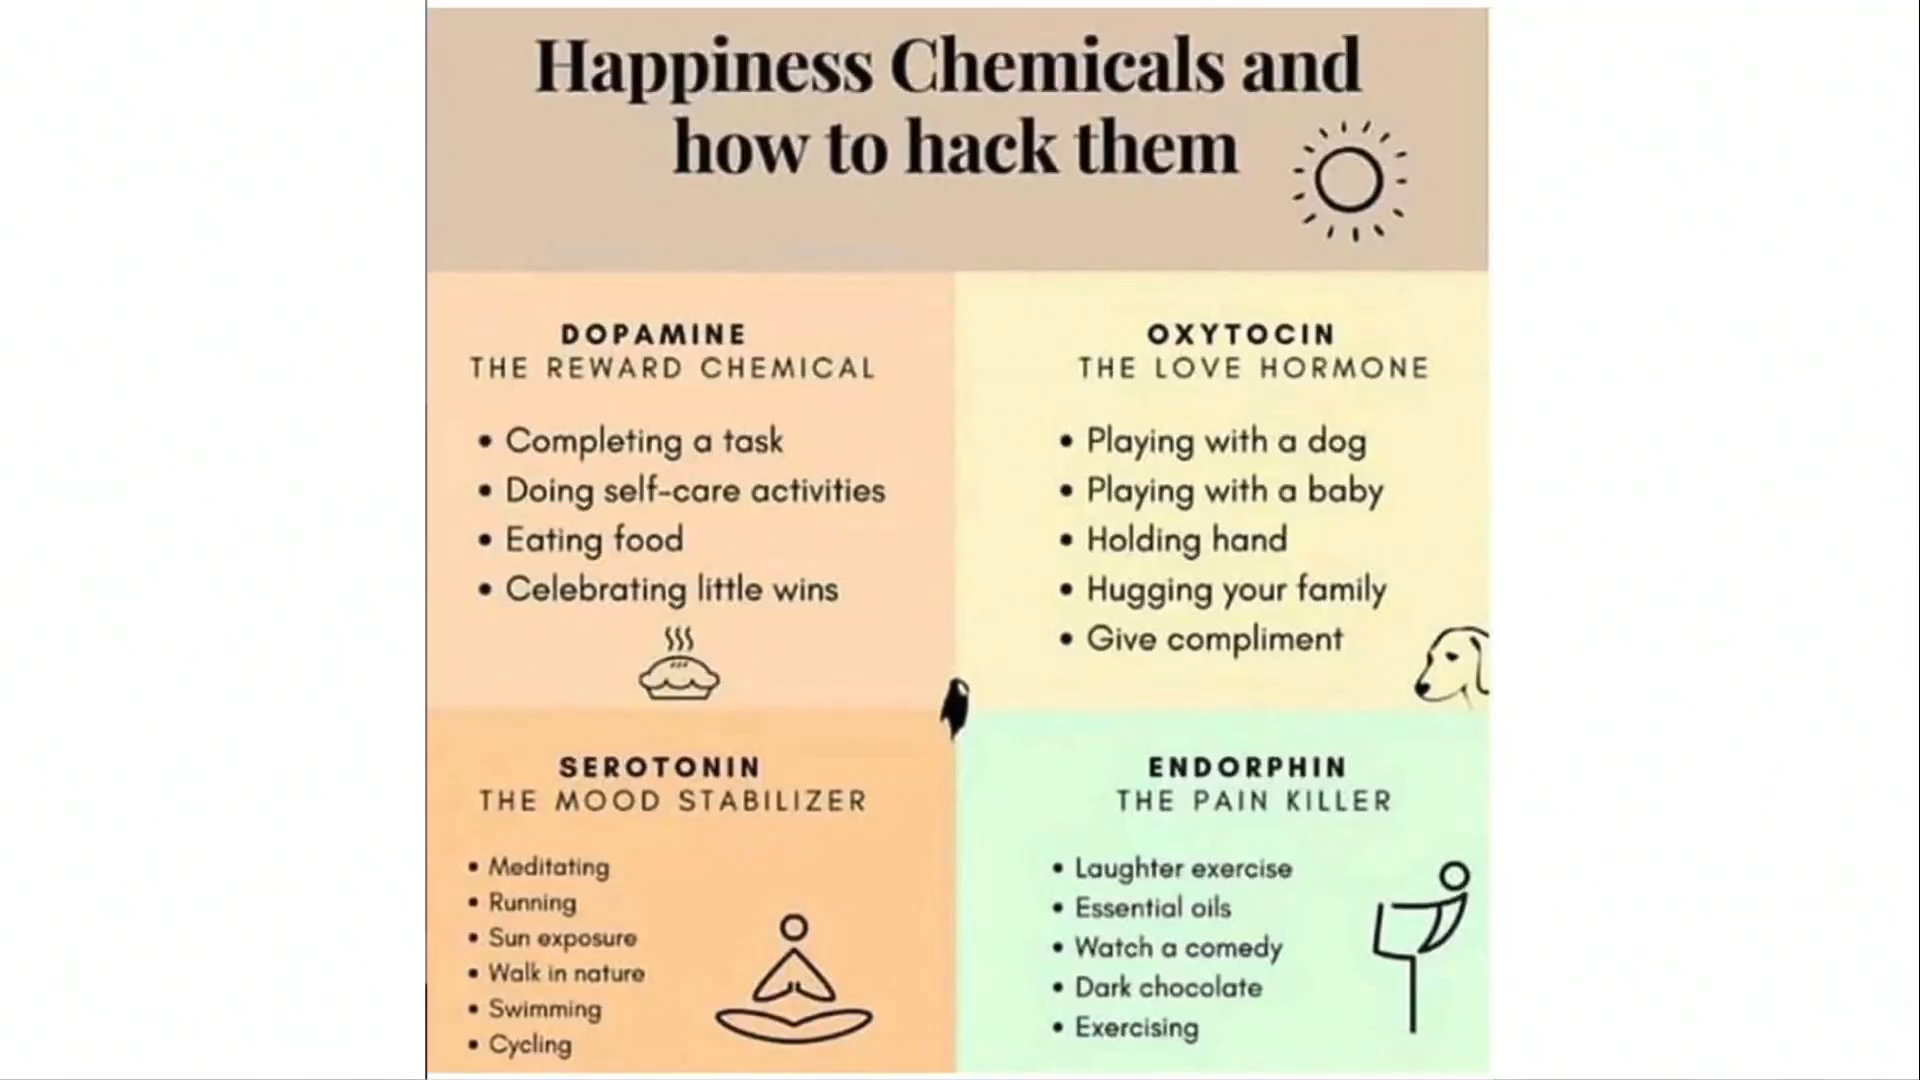 Happiness Chemicals and
how to hack them
DOPAMINE
THE REWARD CHEMICAL
• Completing a task
• Doing self-care activities
• Eating food
• Celebrating little wins
OXYTOCIN
THE LOVE HORMONE
• Playing with a dog
• Playing with a baby
• Holding hand
• Hugging your family
• Give compliment
SEROTONIN
THE MOOD STABILIZER
• Meditating
• Running
• Sun exposure
• Walk in nature
• Swimming
• Cycling
ENDORPHIN
THE PAIN KILLER
• Laughter exercise
• Essential oils
• Watch a comedy
• Dark chocolate
• Exercising